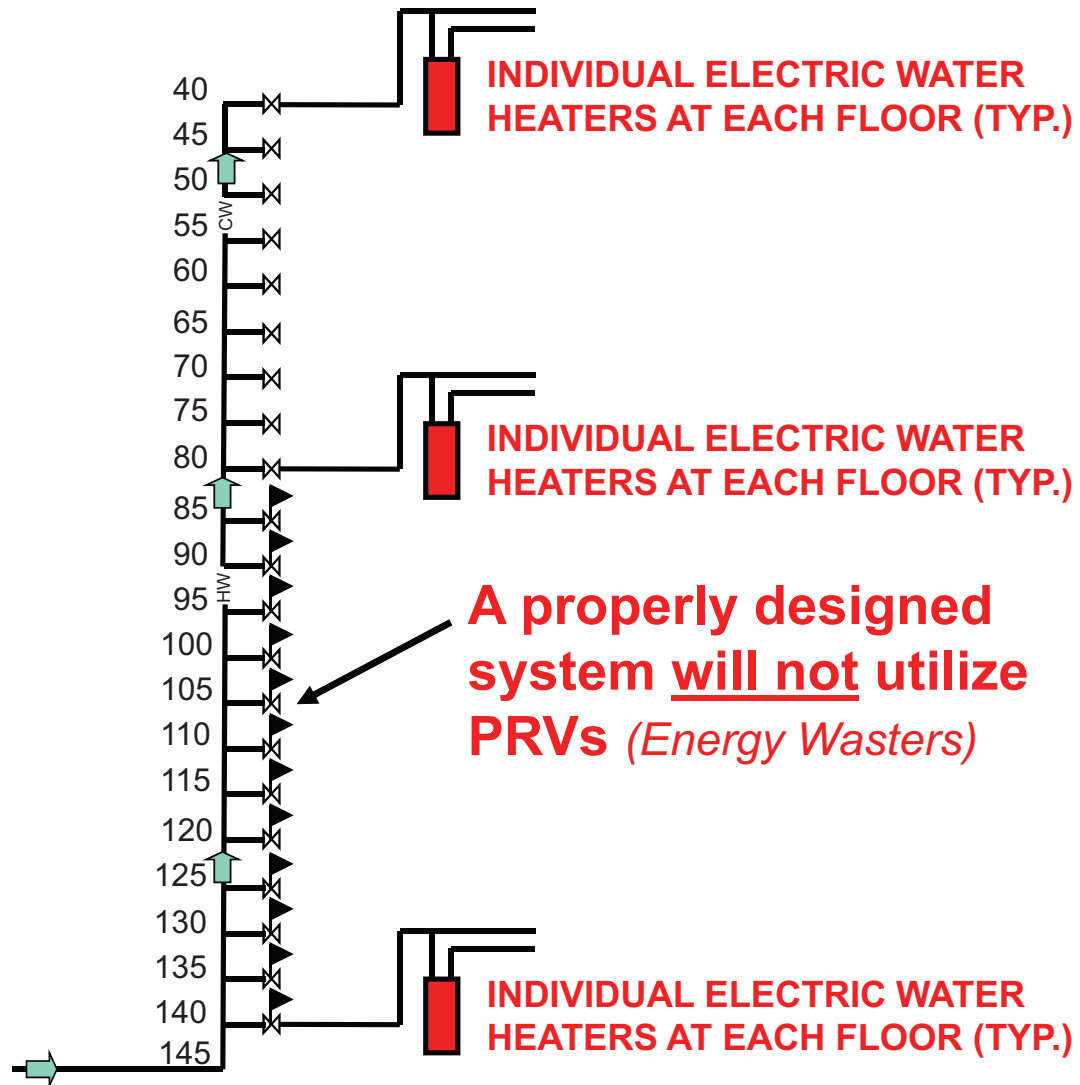 INDIVIDUAL ELECTRIC WATER
HEATERS AT EACH FLOOR (TYP.)
40
45
50
CW
55
60
65
70
75
INDIVIDUAL ELECTRIC WATER
HEATERS AT EACH FLOOR (TYP.)
80
85
90
HW
95
100
105
110
115
120
125
130
135
140
145
A properly designed
system will not utilize
PRVs (Energy Wasters)
INDIVIDUAL ELECTRIC WATER
HEATERS AT EACH FLOOR (TYP.)